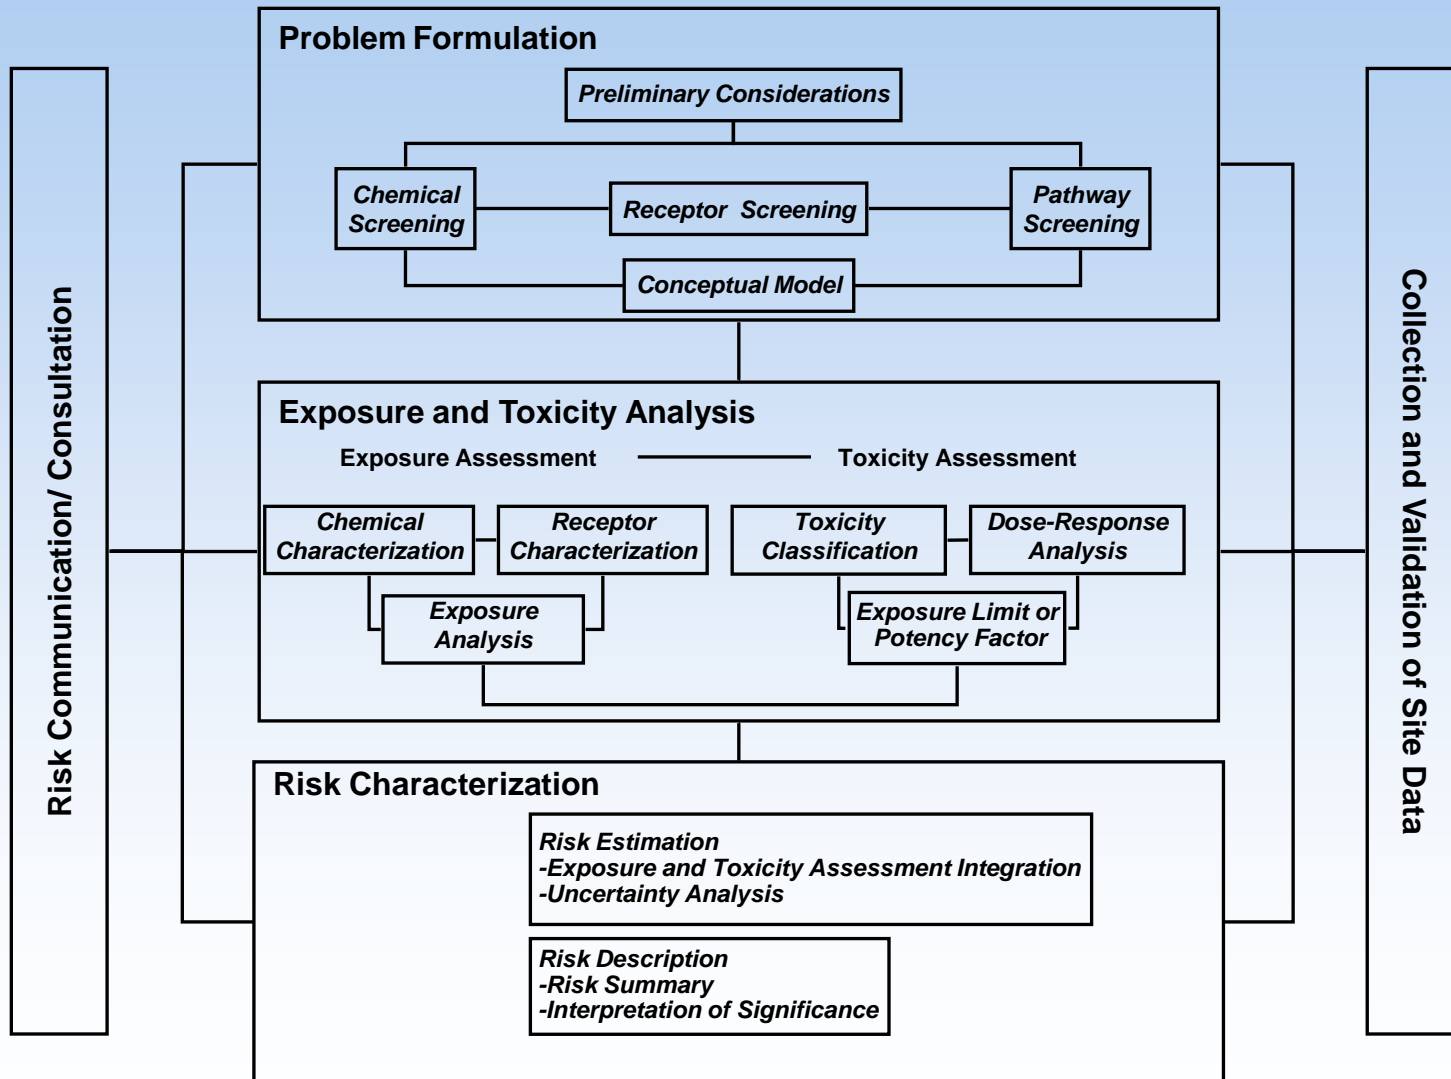 Problem Formulation
Preliminary Considerations
Chemical
Screening
Receptor Screening
Pathway
Screening
Conceptual Model
Risk Communication/ Consultation
Collection and Validation of Site Data
Exposure and Toxicity Analysis
Exposure Assessment
Toxicity Assessment
Chemical
Characterization
Receptor
Characterization
Toxicity
Classification
Dose-Response
Analysis
Exposure
Analysis
Exposure Limit or
Potency Factor
Risk Characterization
Risk Estimation
-Exposure and Toxicity Assessment Integration
-Uncertainty Analysis
Risk Description
-Risk Summary
-Interpretation of Significance